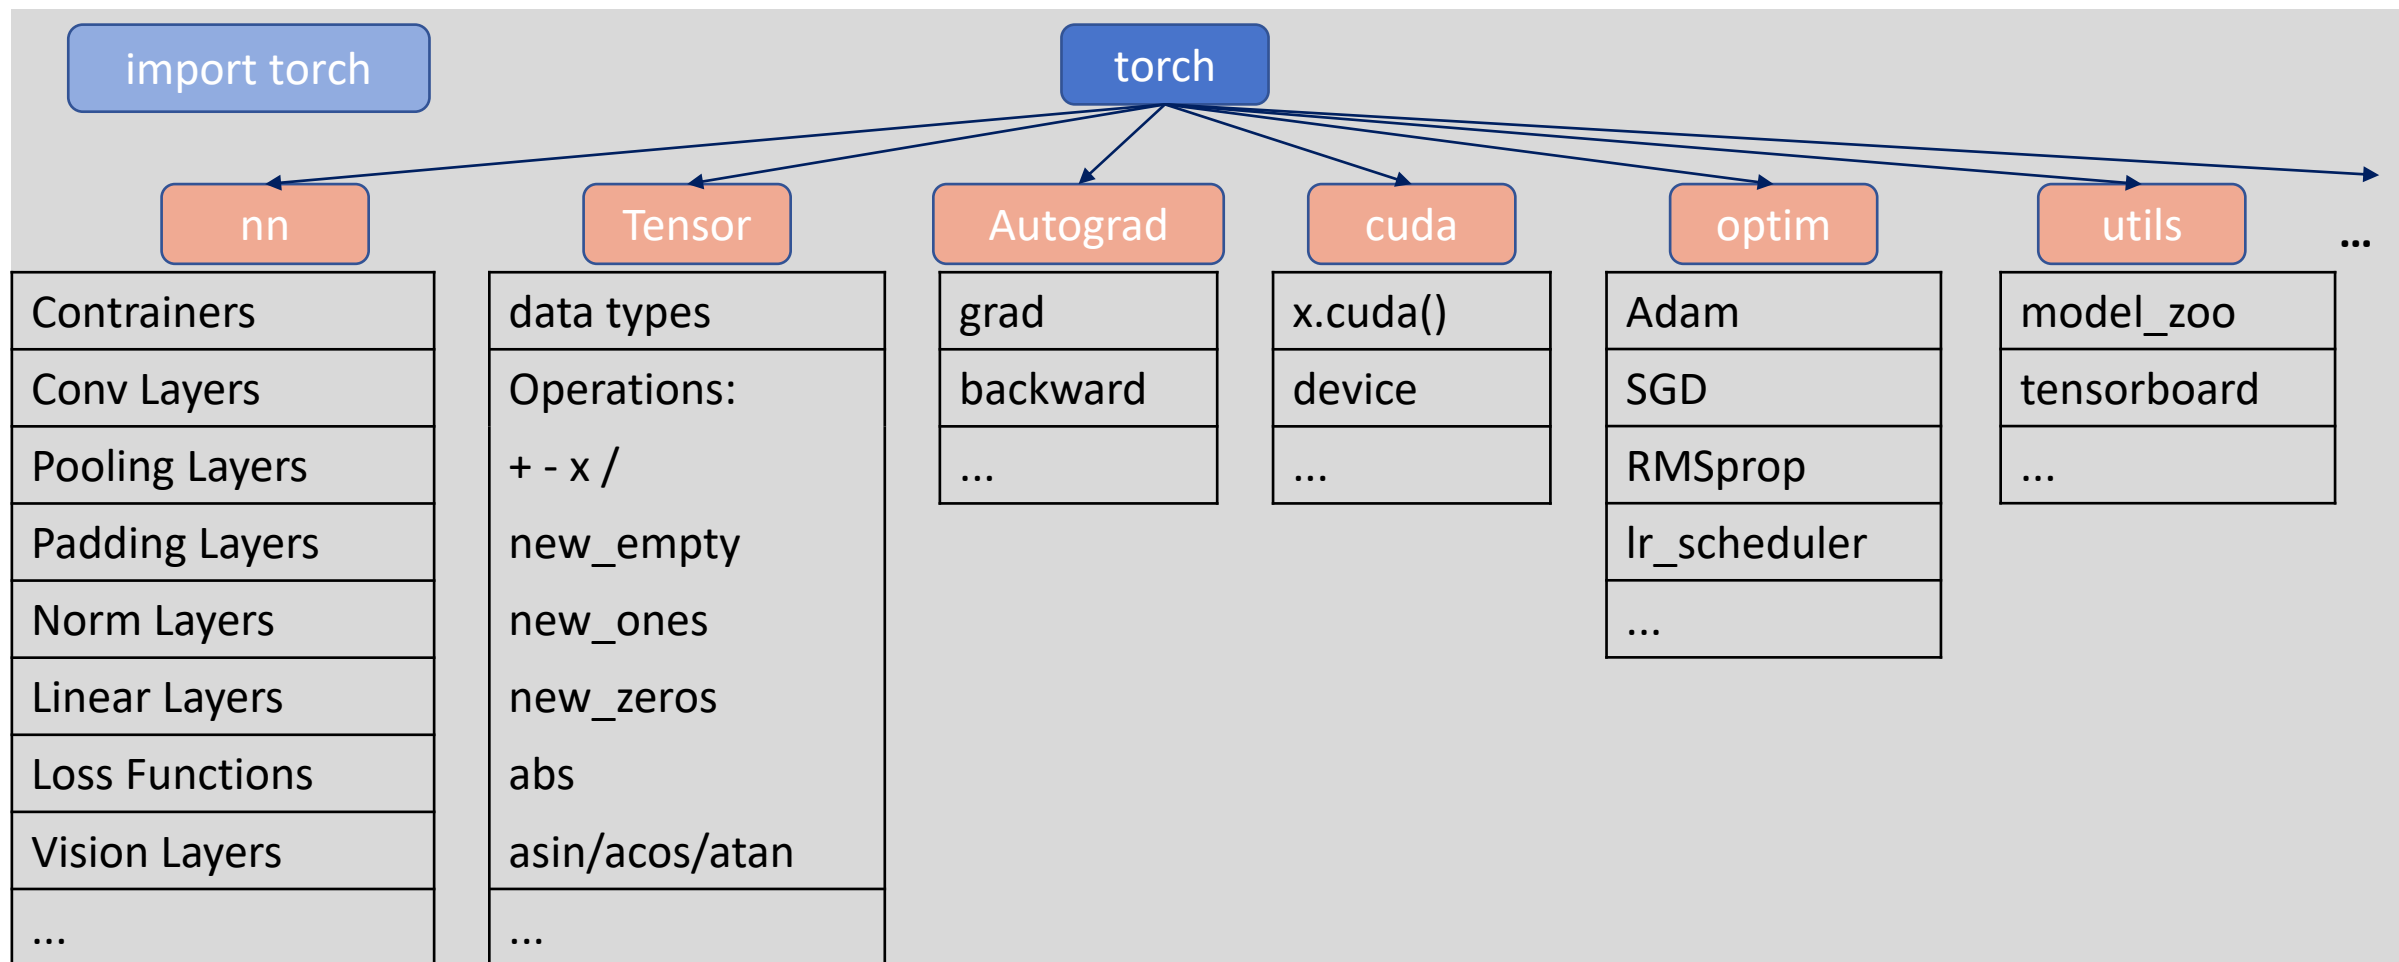 import torch
torch
nn
Tensor
Autograd
cuda
optim
utils
...
Contrainers
Conv Layers
Pooling Layers
Padding Layers
Norm Layers
Linear Layers
Loss Functions
Vision Layers
...
data types
Operations:
+ - x /
new_empty
new_ones
new_zeros
abs
asin/acos/atan
...
grad
backward
...
x.cuda()
device
...
Adam
SGD
RMSprop
lr_scheduler
...
model_zoo
tensorboard
...